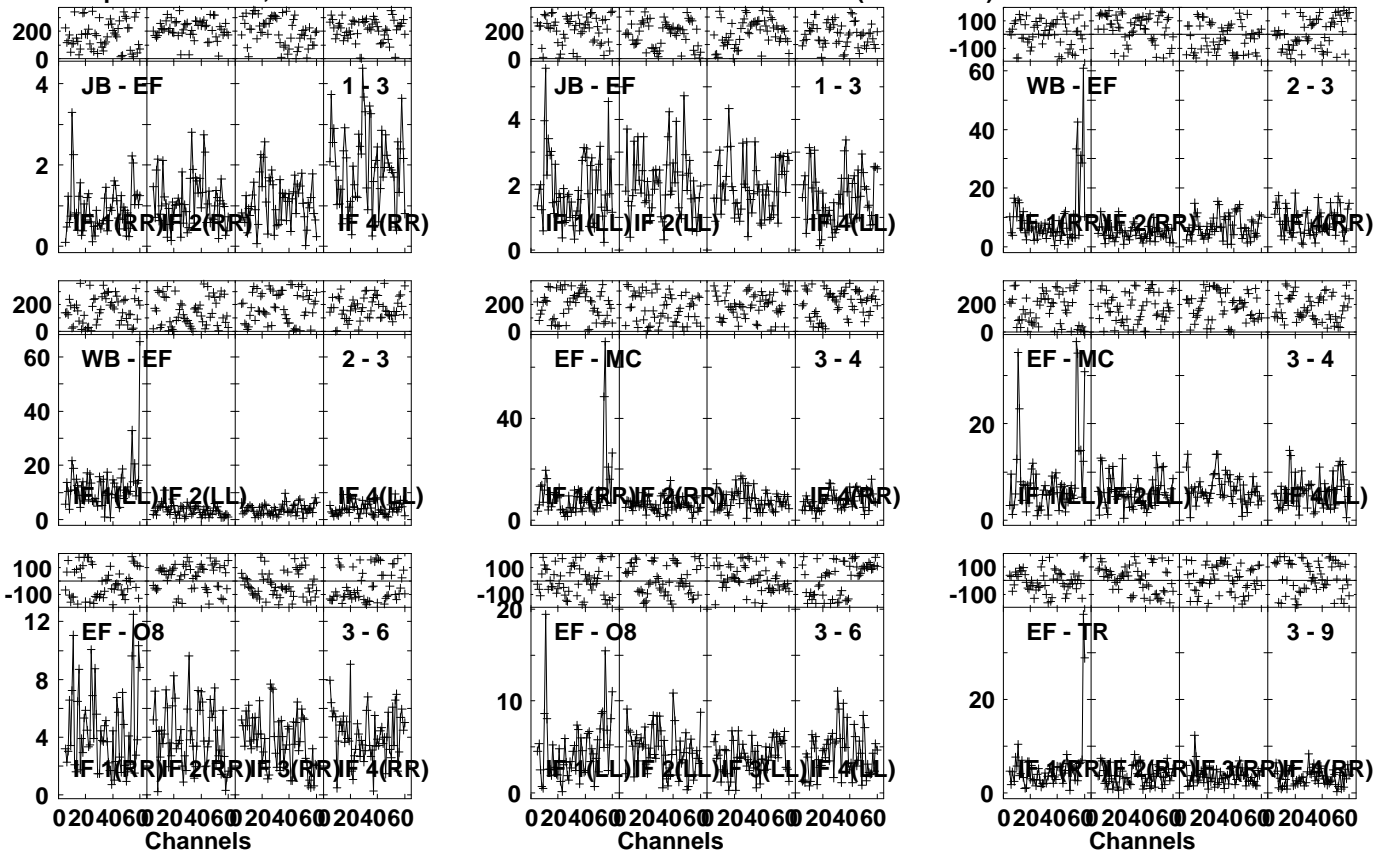 200
0
JB - EF
1 - 3
4
2
0
IF 1(RR)
IF 2(RR)
IF 4(RR)
JB - EF
1 - 3
4
2
0
IF 1(LL)
IF 2(LL)
IF 4(LL)
100
-100
WB - EF
2 - 3
60
40
20
0
IF 1(RR)
IF 2(RR)
IF 4(RR)
200
0
WB - EF
2 - 3
60
40
20
0
IF 1(LL)
IF 2(LL)
IF 4(LL)
200
0
EF - MC
3 - 4
40
20
0
IF 1(RR)
IF 2(RR)
IF 4(RR)
200
0
EF - MC
3 - 4
20
0
IF 1(LL)
IF 2(LL)
IF 4(LL)
100
-100
EF - O8
3 - 6
12
8
4
0
IF 1(RR)
IF 2(RR)
IF 3(RR)
IF 4(RR)
0 20 40 60 0 20 40 60 0 20 40 60 0 20 40 60
Channels
100
-100
EF - O8
3 - 6
20
10
0
IF 1(LL)
IF 2(LL)
IF 3(LL)
IF 4(LL)
0 20 40 60 0 20 40 60 0 20 40 60 0 20 40 60
Channels
100
-100
EF - TR
3 - 9
20
0
IF 1(RR)
IF 2(RR)
IF 3(RR)
IF 4(RR)
0 20 40 60 0 20 40 60 0 20 40 60 0 20 40 60
Channels